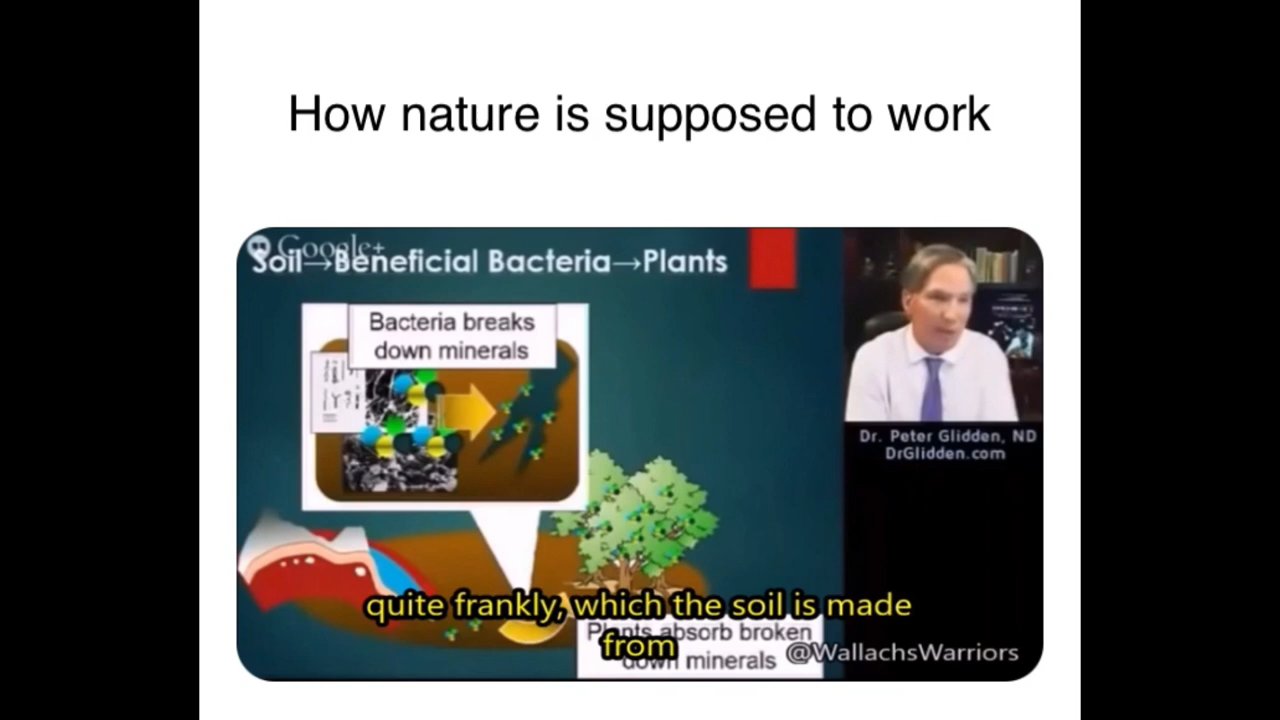 How nature is supposed to work
Google+
Soil→Beneficial Bacteria→Plants
Bacteria breaks
down minerals
Dr. Peter Glidden, ND
DrGlidden.com
quite frankly, which the soil is made
from
Plants absorb broken
down minerals
@WallachsWarriors